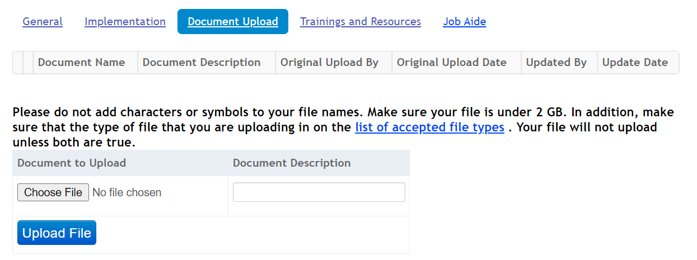 General Implementation Document Upload Trainings and Resources Job Aide
Document Name Document Description Original Upload By Original Upload Date Updated By Update Date
Please do not add characters or symbols to your file names. Make sure your file is under 2 GB. In addition, make
sure that the type of file that you are uploading in on the list of accepted file types . Your file will not upload
unless both are true.
Document to Upload Document Description
Choose File No file chosen
Upload File